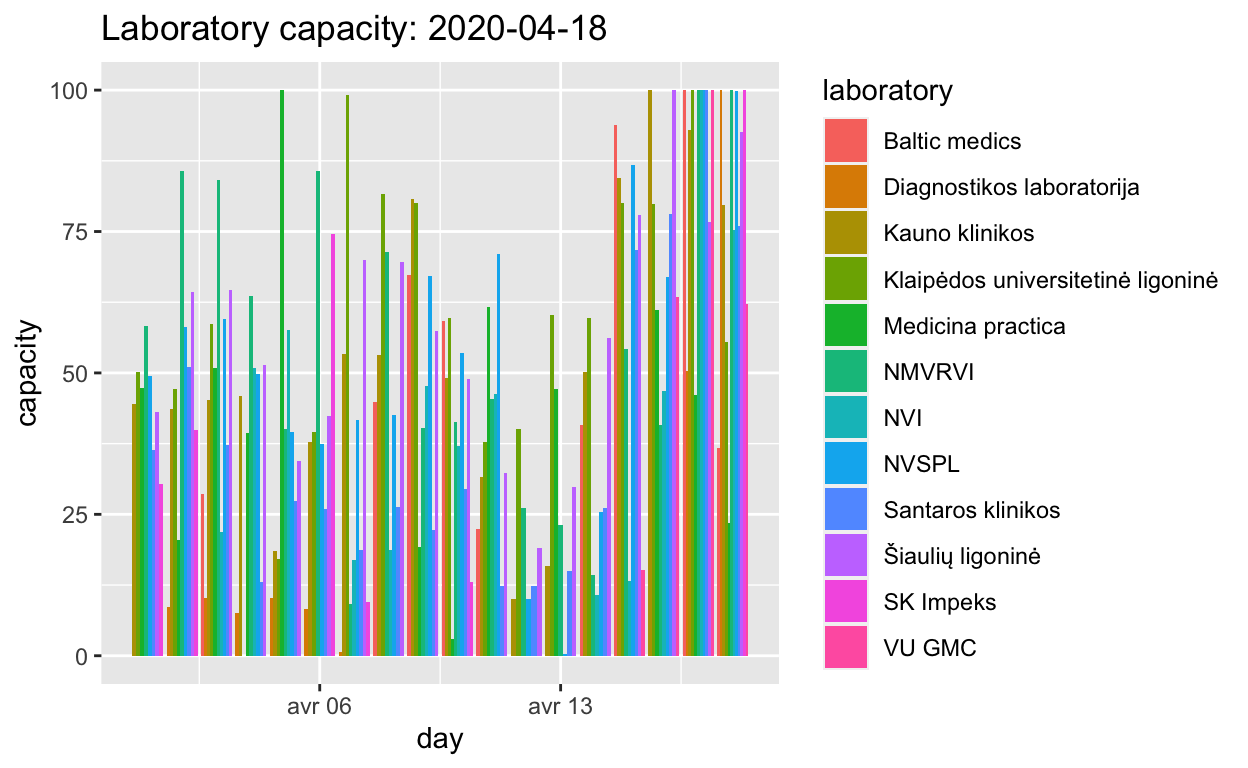 Laboratory capacity: 2020-04-18
100
75
50
25
0
capacity
avr 06
avr 13
day
laboratory
Baltic medics
Diagnostikos laboratorija
Kauno klinikos
Klaipėdos universitetinė ligoninė
Medicina practica
NMVRVI
NVI
NVSPL
Santaros klinikos
Šiaulių ligoninė
SK Impeks
VU GMC